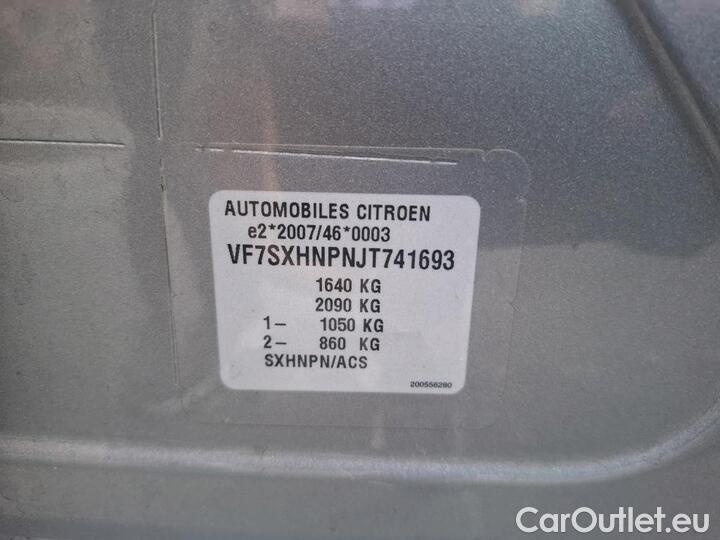 AUTOMOBILES CITROEN
e2*2007/46*0003
VF7SXHNPNJT741693
1640 KG
2090 KG
1- 1050 KG
2- 860 KG
SXHNPN/ACS
200556280
CarOutlet.eu